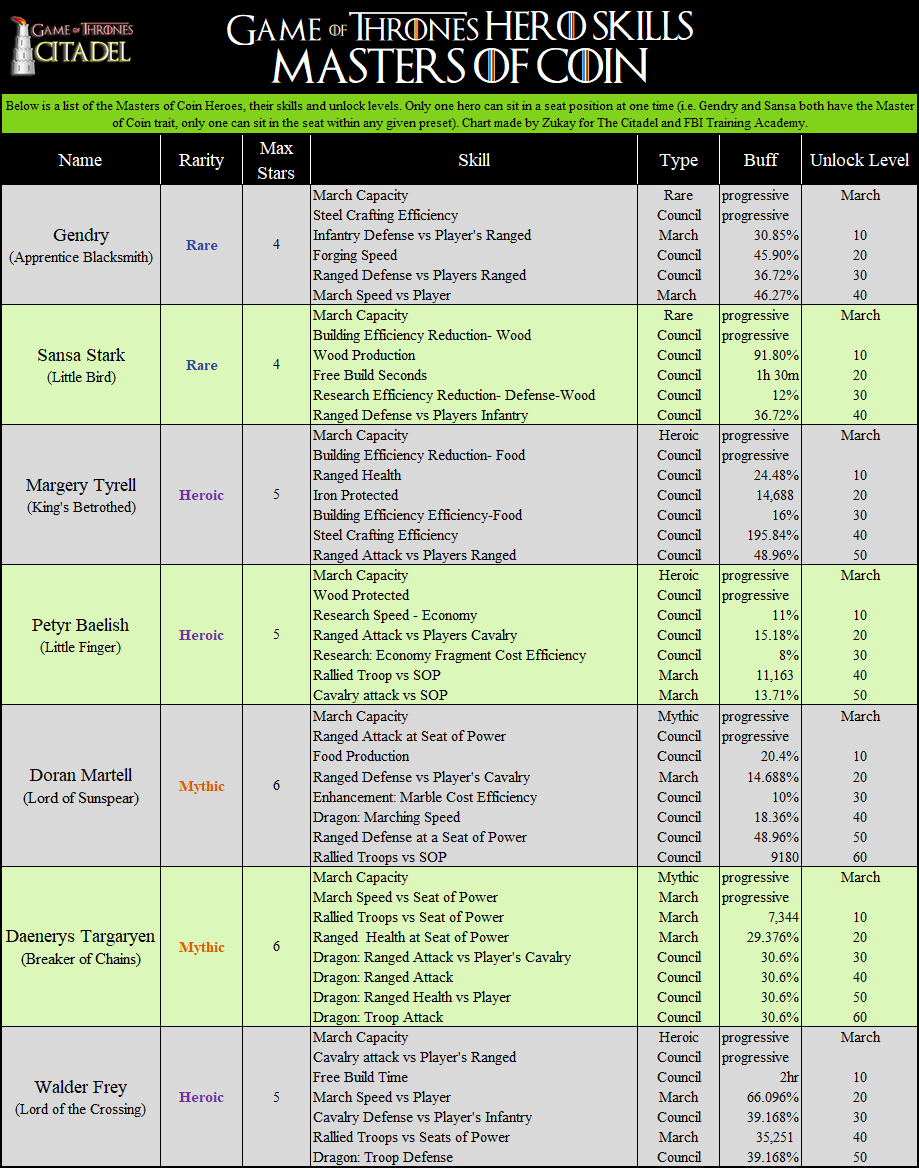 GAME OF THRONES
CITADEL
GAME OF THRONES HERO SKILLS
MASTERS OF COIN
Below is a list of the Masters of Coin Heroes, their skills and unlock levels. Only one hero can sit in a seat position at one time (i.e. Gendry and Sansa both have the Master
of Coin trait, only one can sit in the seat within any given preset). Chart made by Zukay for The Citadel and FBI Training Academy.
Name Rarity Max Stars Skill Type Buff Unlock Level
Gendry
(Apprentice Blacksmith)
Rare
4
March Capacity Rare progressive March
Steel Crafting Efficiency Council progressive
Infantry Defense vs Player's Ranged March 30.85% 10
Forging Speed Council 45.90% 20
Ranged Defense vs Players Ranged Council 36.72% 30
March Speed vs Player March 46.27% 40
Sansa Stark
(Little Bird)
Rare
4
March Capacity Rare progressive March
Building Efficiency Reduction- Wood Council progressive
Wood Production Council 91.80% 10
Free Build Seconds Council 1h 30m 20
Research Efficiency Reduction- Defense-Wood Council 12% 30
Ranged Defense vs Players Infantry Council 36.72% 40
Margery Tyrell
(King's Betrothed)
Heroic
5
March Capacity Heroic progressive March
Building Efficiency Reduction- Food Council progressive
Ranged Health Council 24.48% 10
Iron Protected Council 14,688 20
Building Efficiency Efficiency-Food Council 16% 30
Steel Crafting Efficiency Council 195.84% 40
Ranged Attack vs Players Ranged Council 48.96% 50
Petyr Baelish
(Little Finger)
Heroic
5
March Capacity Heroic progressive March
Wood Protected Council progressive
Research Speed - Economy Council 11% 10
Ranged Attack vs Players Cavalry Council 15.18% 20
Research: Economy Fragment Cost Efficiency Council 8% 30
Rallied Troop vs SOP March 11,163 40
Cavalry attack vs SOP March 13.71% 50
Doran Martell
(Lord of Sunspear)
Mythic
6
March Capacity Mythic progressive March
Ranged Attack at Seat of Power Council progressive
Food Production Council 20.4% 10
Ranged Defense vs Player's Cavalry March 14.688% 20
Enhancement: Marble Cost Efficiency Council 10% 30
Dragon: Marching Speed Council 18.36% 40
Ranged Defense at a Seat of Power Council 48.96% 50
Rallied Troops vs SOP Council 9180 60
Daenerys Targaryen
(Breaker of Chains)
Mythic
6
March Capacity Mythic progressive March
March Speed vs Seat of Power March progressive
Rallied Troops vs Seat of Power March 7,344 10
Ranged Health at Seat of Power March 29.376% 20
Dragon: Ranged Attack vs Player's Cavalry Council 30.6% 30
Dragon: Ranged Attack Council 30.6% 40
Dragon: Ranged Health vs Player Council 30.6% 50
Dragon: Troop Attack Council 30.6% 60
Walder Frey
(Lord of the Crossing)
Heroic
5
March Capacity Heroic progressive March
Cavalry attack vs Player's Ranged Council progressive
Free Build Time Council 2hr 10
March Speed vs Player March 66.096% 20
Cavalry Defense vs Player's Infantry Council 39.168% 30
Rallied Troops vs Seats of Power March 35,251 40
Dragon: Troop Defense Council 39.168% 50